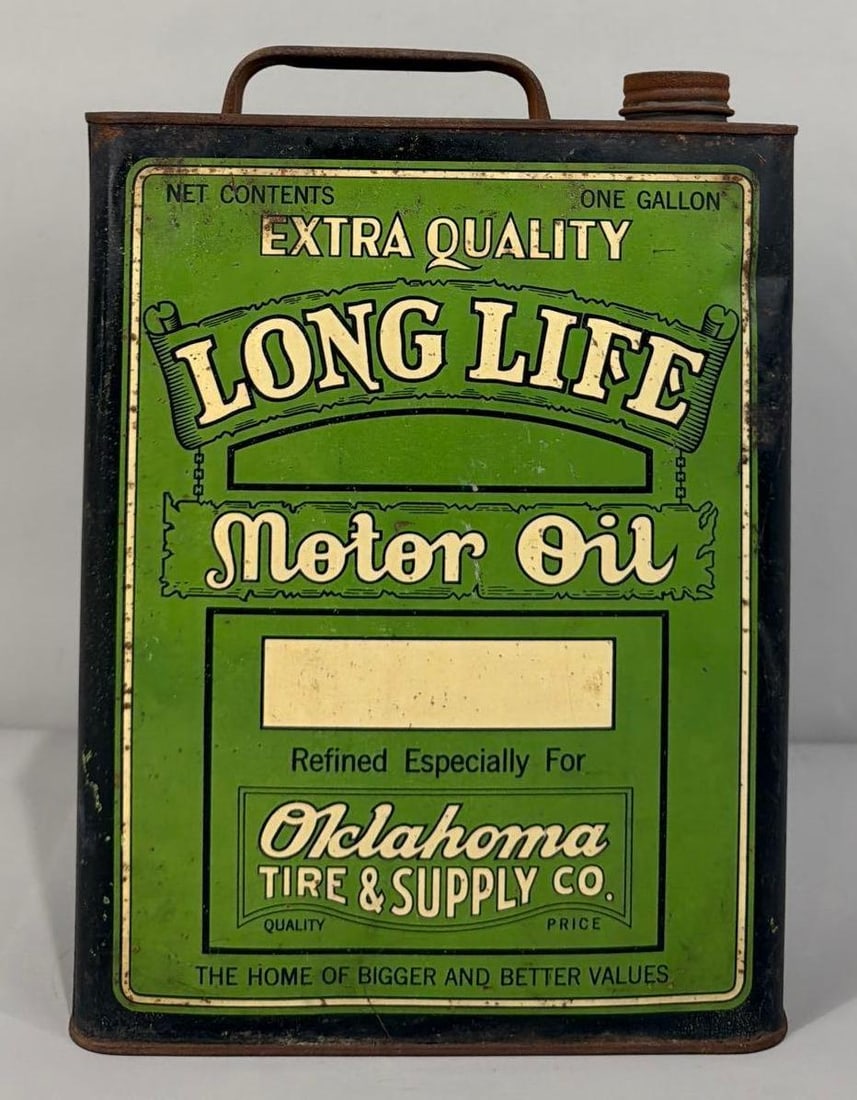 NET CONTENTS ONE GALLON
EXTRA QUALITY
LONG LIFE
Motor Oil
Refined Especially For
Oklahoma
TIRE & SUPPLY CO.
QUALITY PRICE
THE HOME OF BIGGER AND BETTER VALUES